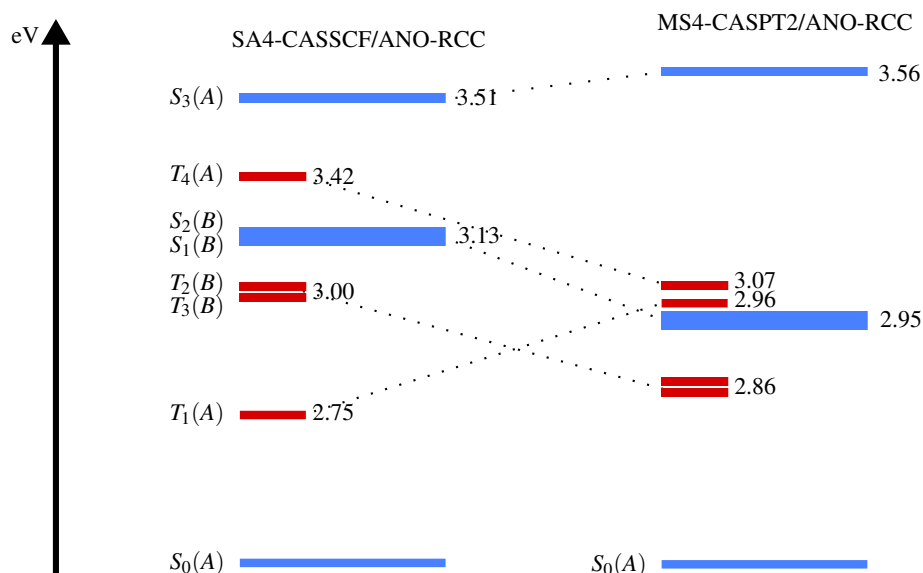 eV
SA4-CASSCF/ANO-RCC
MS4-CASPT2/ANO-RCC
S₃(A) 3.51 3.56
T₄(A) 3.42
S₂(B)
S₁(B) 3.13
T₂(B) 3.07
T₃(B) 3.00 2.96
2.95
2.86
T₁(A) 2.75
S₀(A) S₀(A)